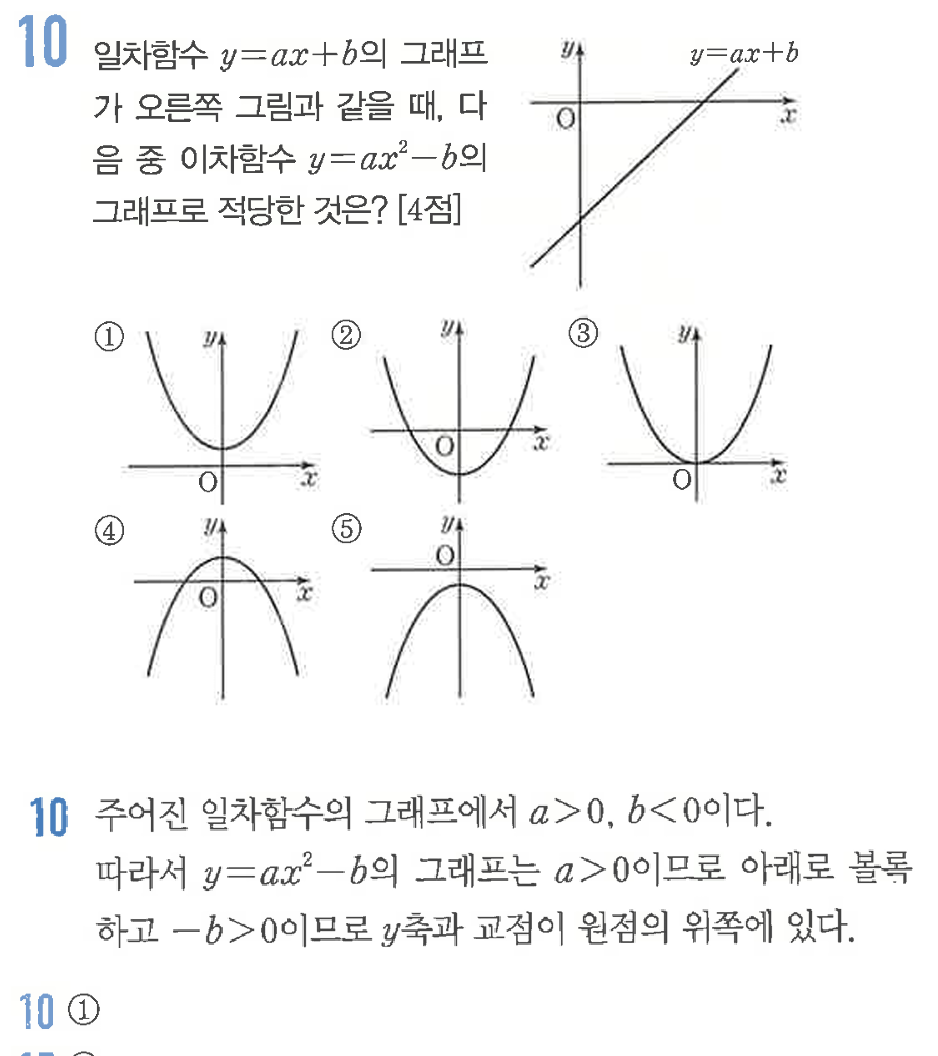 10
일차함수 y=ax+b의 그래프
가 오른쪽 그림과 같을 때, 다
음 중 이차함수 y=ax²-b의
그래프로 적당한 것은? [4점]
y
y=ax+b
O
x
①
y
O
x
②
y
O
x
③
y
O
x
④
y
O
x
⑤
y
O
x
10 주어진 일차함수의 그래프에서 a>0, b<0이다.
따라서 y=ax²-b의 그래프는 a>0이므로 아래로 볼록
하고 -b>0이므로 y축과 교점이 원점의 위쪽에 있다.
10 ①